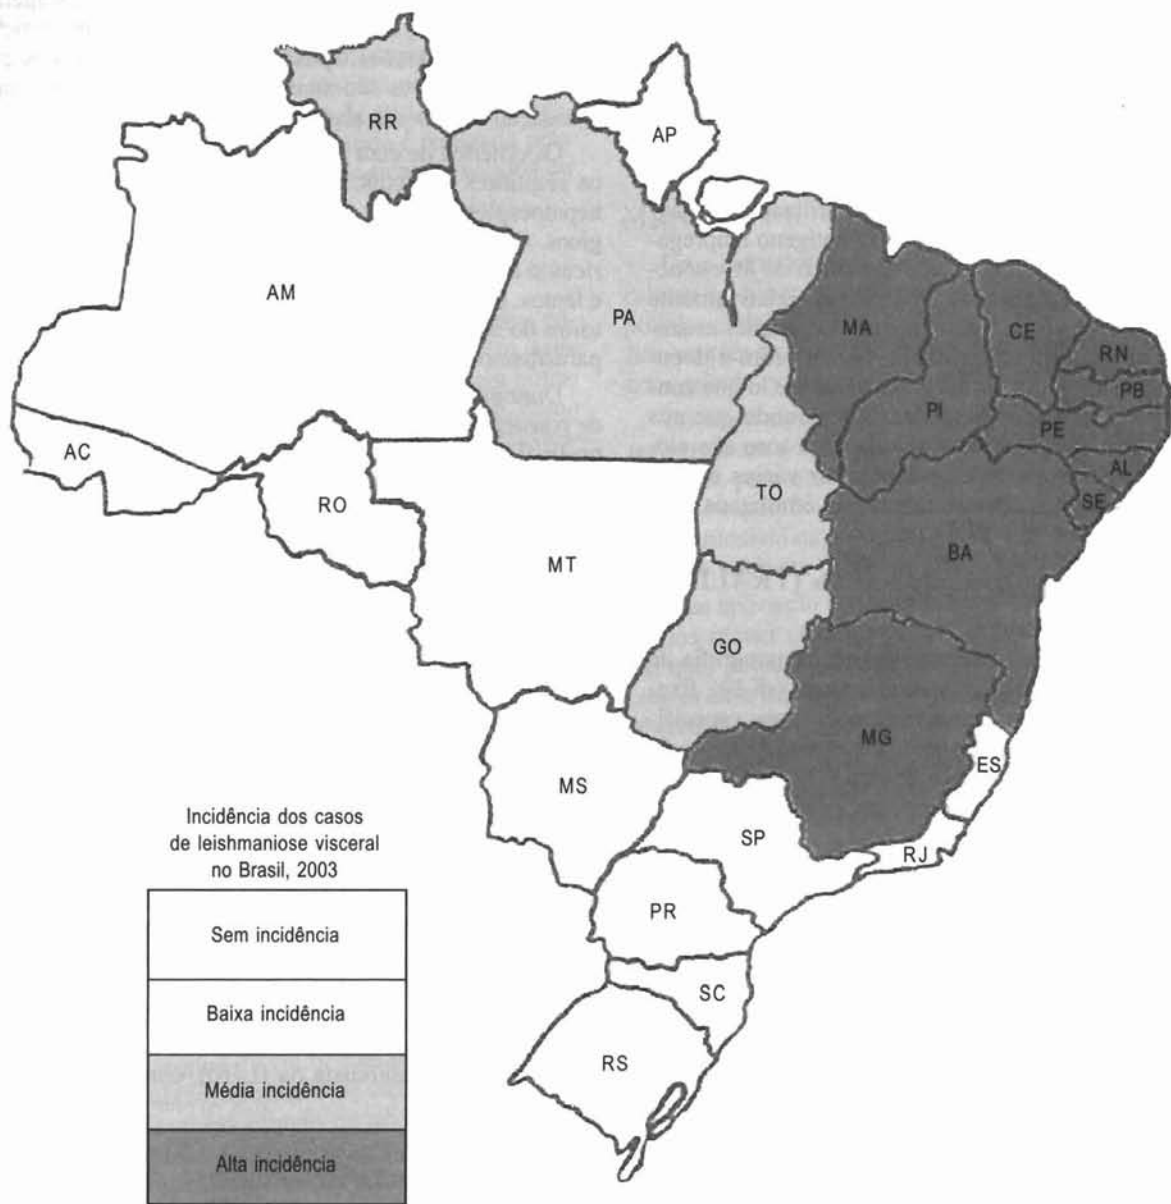 RR
AP
AM
PA
MA
CE
RN
PB
PI
PE
AC
TO
AL
RO
SE
BA
MT
GO
MG
ES
MS
Incidência dos casos
de leishmaniose visceral
no Brasil, 2003
SP
RJ
Sem incidência
PR
SC
Baixa incidência
RS
Média incidência
Alta incidência